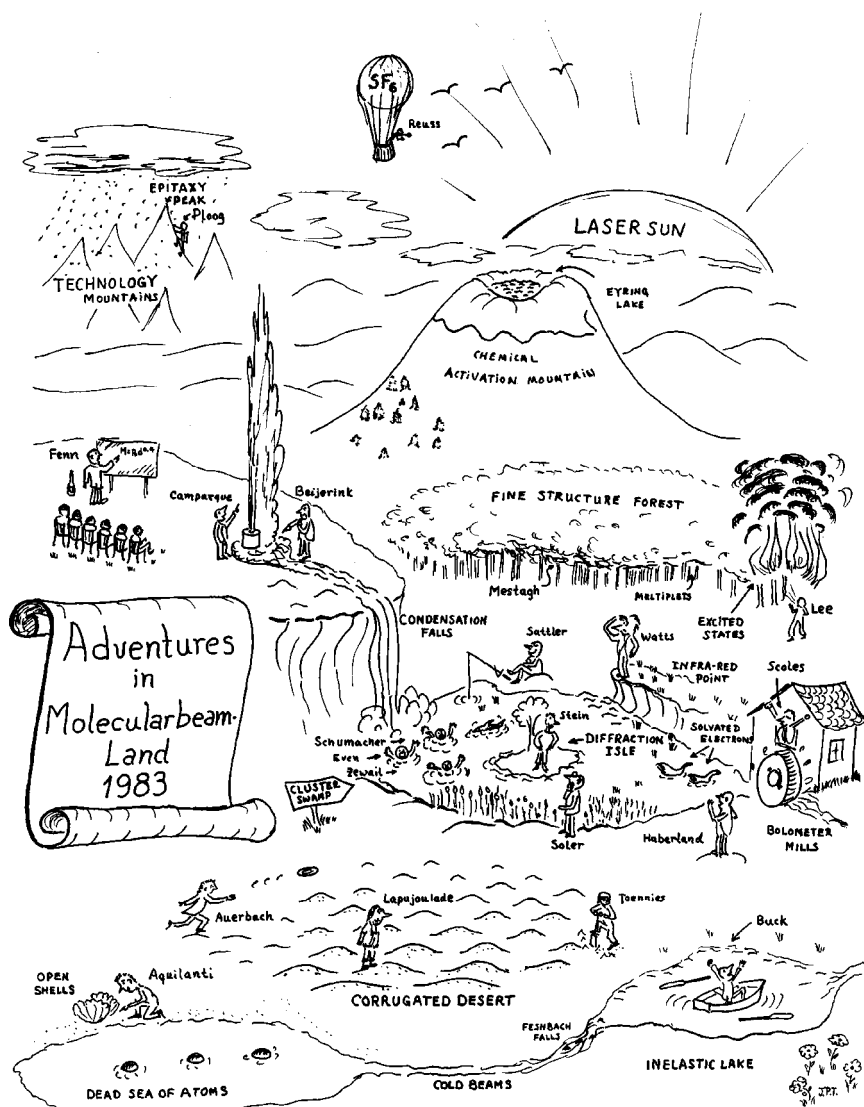 SF6
Reuss
EPITAXY
PEAK
Ploog
TECHNOLOGY
MOUNTAINS
LASER SUN
EYRING
LAKE
CHEMICAL
ACTIVATION MOUNTAIN
Fenn
Camparque
Beijerink
FINE STRUCTURE FOREST
Mestagh
MULTIPLETS
EXCITED
STATES
Lee
CONDENSATION
FALLS
Sattler
Watts
INFRA-RED
POINT
Scoles
Adventures
in
Molecularbeam-
Land
1983
Schumacher
Even
Zewail
Stein
DIFFRACTION
ISLE
SOLVATED
ELECTRONS
CLUSTER
SWAMP
Soler
Haberland
BOLOMETER
MILLS
Auerbach
Lapujoulade
Toennies
Buck
OPEN
SHELLS
Aquilanti
CORRUGATED DESERT
FESHBACH
FALLS
INELASTIC LAKE
DEAD SEA OF ATOMS
COLD BEAMS
J.P.T.